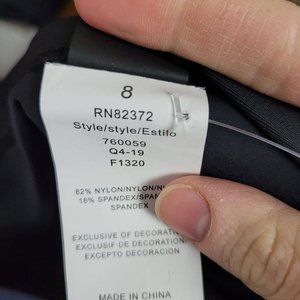 8
RN82372
Style/style/Estilo
760059
Q4-19
F1320
82% NYLON/NYLON/
18% SPANDEX/SPAN
SPANDEX
EXCLUSIVE OF DECORATION
EXCLUSIF DE DECORATION
EXCEPTO DECORACION
MADE IN CHINA